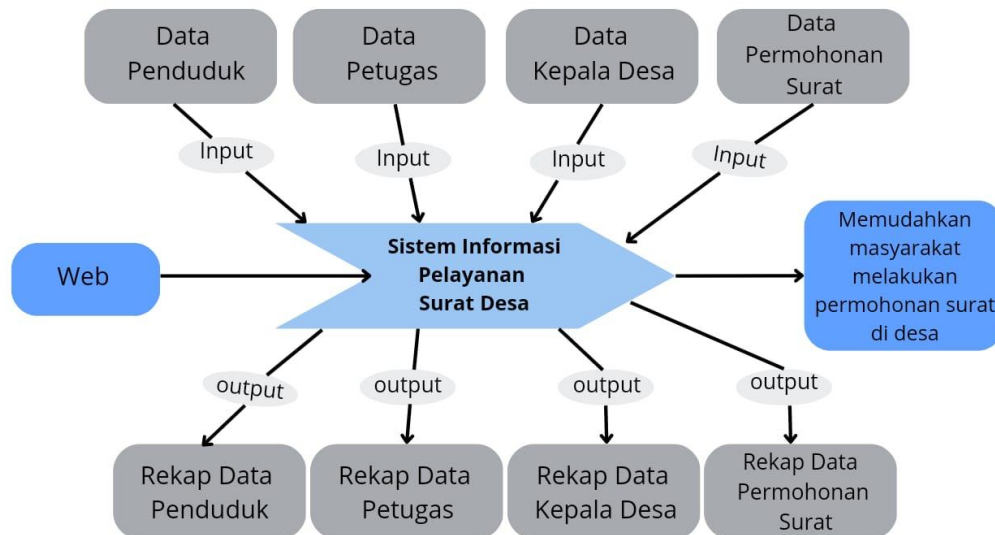 Data
Penduduk
Data
Petugas
Data
Kepala Desa
Data
Permohonan
Surat
Input
Input
Input
Input
Web
Sistem Informasi
Pelayanan
Surat Desa
Memudahkan
masyarakat
melakukan
permohonan surat
di desa
output
output
output
output
Rekap Data
Penduduk
Rekap Data
Petugas
Rekap Data
Kepala Desa
Rekap Data
Permohonan
Surat